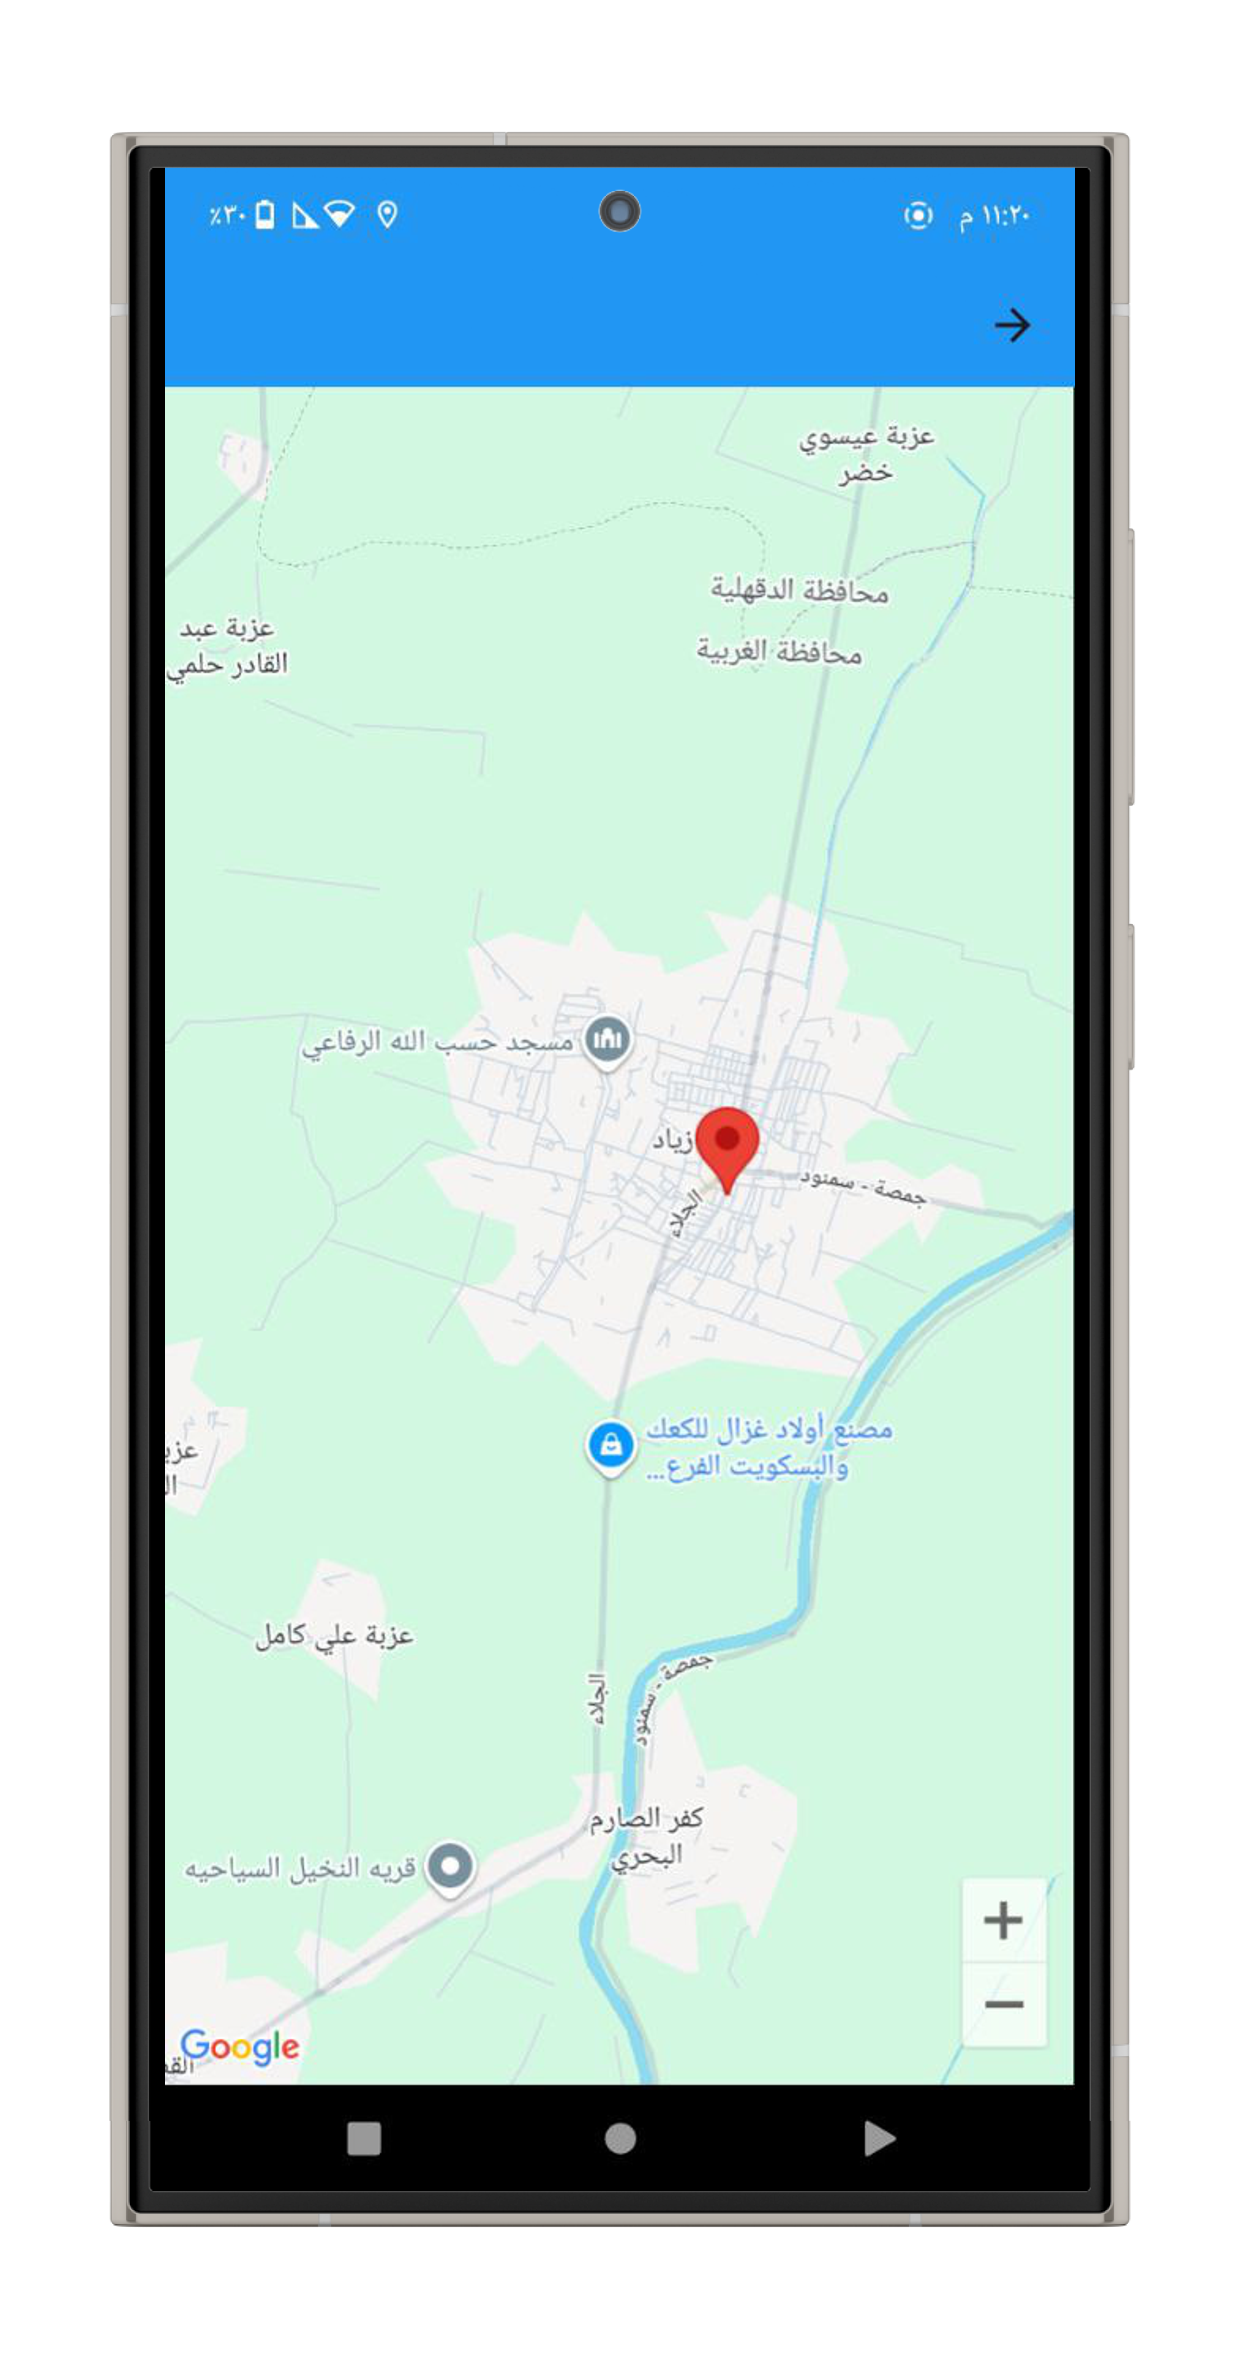 ١١:٢٠ م
٪٣٠
عزبة عيسوي
خضر
محافظة الدقهلية
عزبة عبد
القادر حلمي
محافظة الغربية
مسجد حسب الله الرفاعي
زياد
جمصة - سمنود
الجلاء
مصنع أولاد غزال للكعك
والبسكويت الفرع...
عزبة علي كامل
جمصة - سمنود
الجلاء
كفر الصارم
البحري
قريه النخيل السياحيه
Google